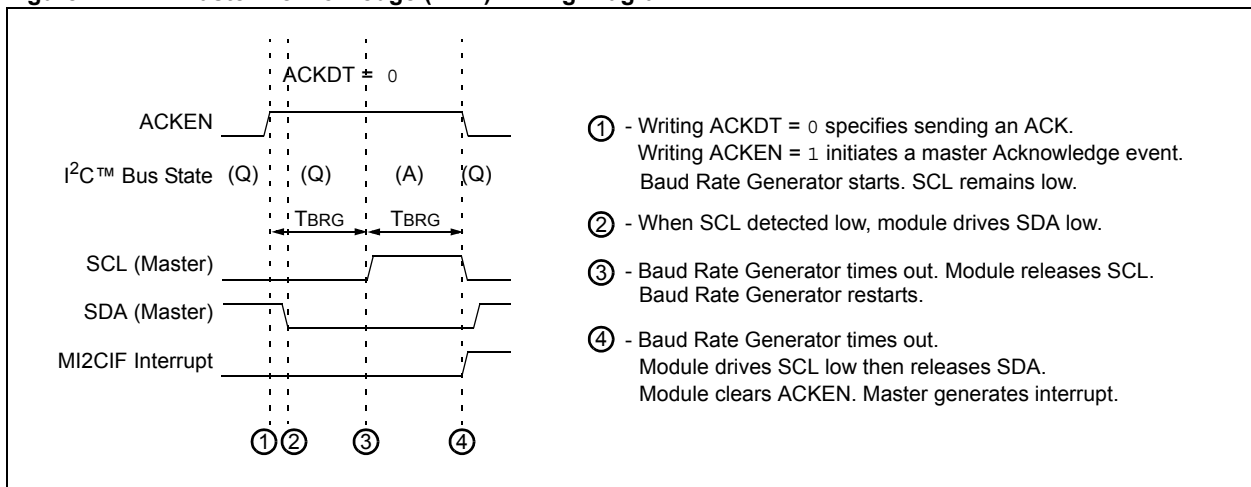 ACKDT = 0
ACKEN
I²C™ Bus State (Q) (Q) (A) (Q)
TBRG TBRG
SCL (Master)
SDA (Master)
MI2CIF Interrupt
① ② ③ ④
① - Writing ACKDT = 0 specifies sending an ACK.
Writing ACKEN = 1 initiates a master Acknowledge event.
Baud Rate Generator starts. SCL remains low.
② - When SCL detected low, module drives SDA low.
③ - Baud Rate Generator times out. Module releases SCL.
Baud Rate Generator restarts.
④ - Baud Rate Generator times out.
Module drives SCL low then releases SDA.
Module clears ACKEN. Master generates interrupt.